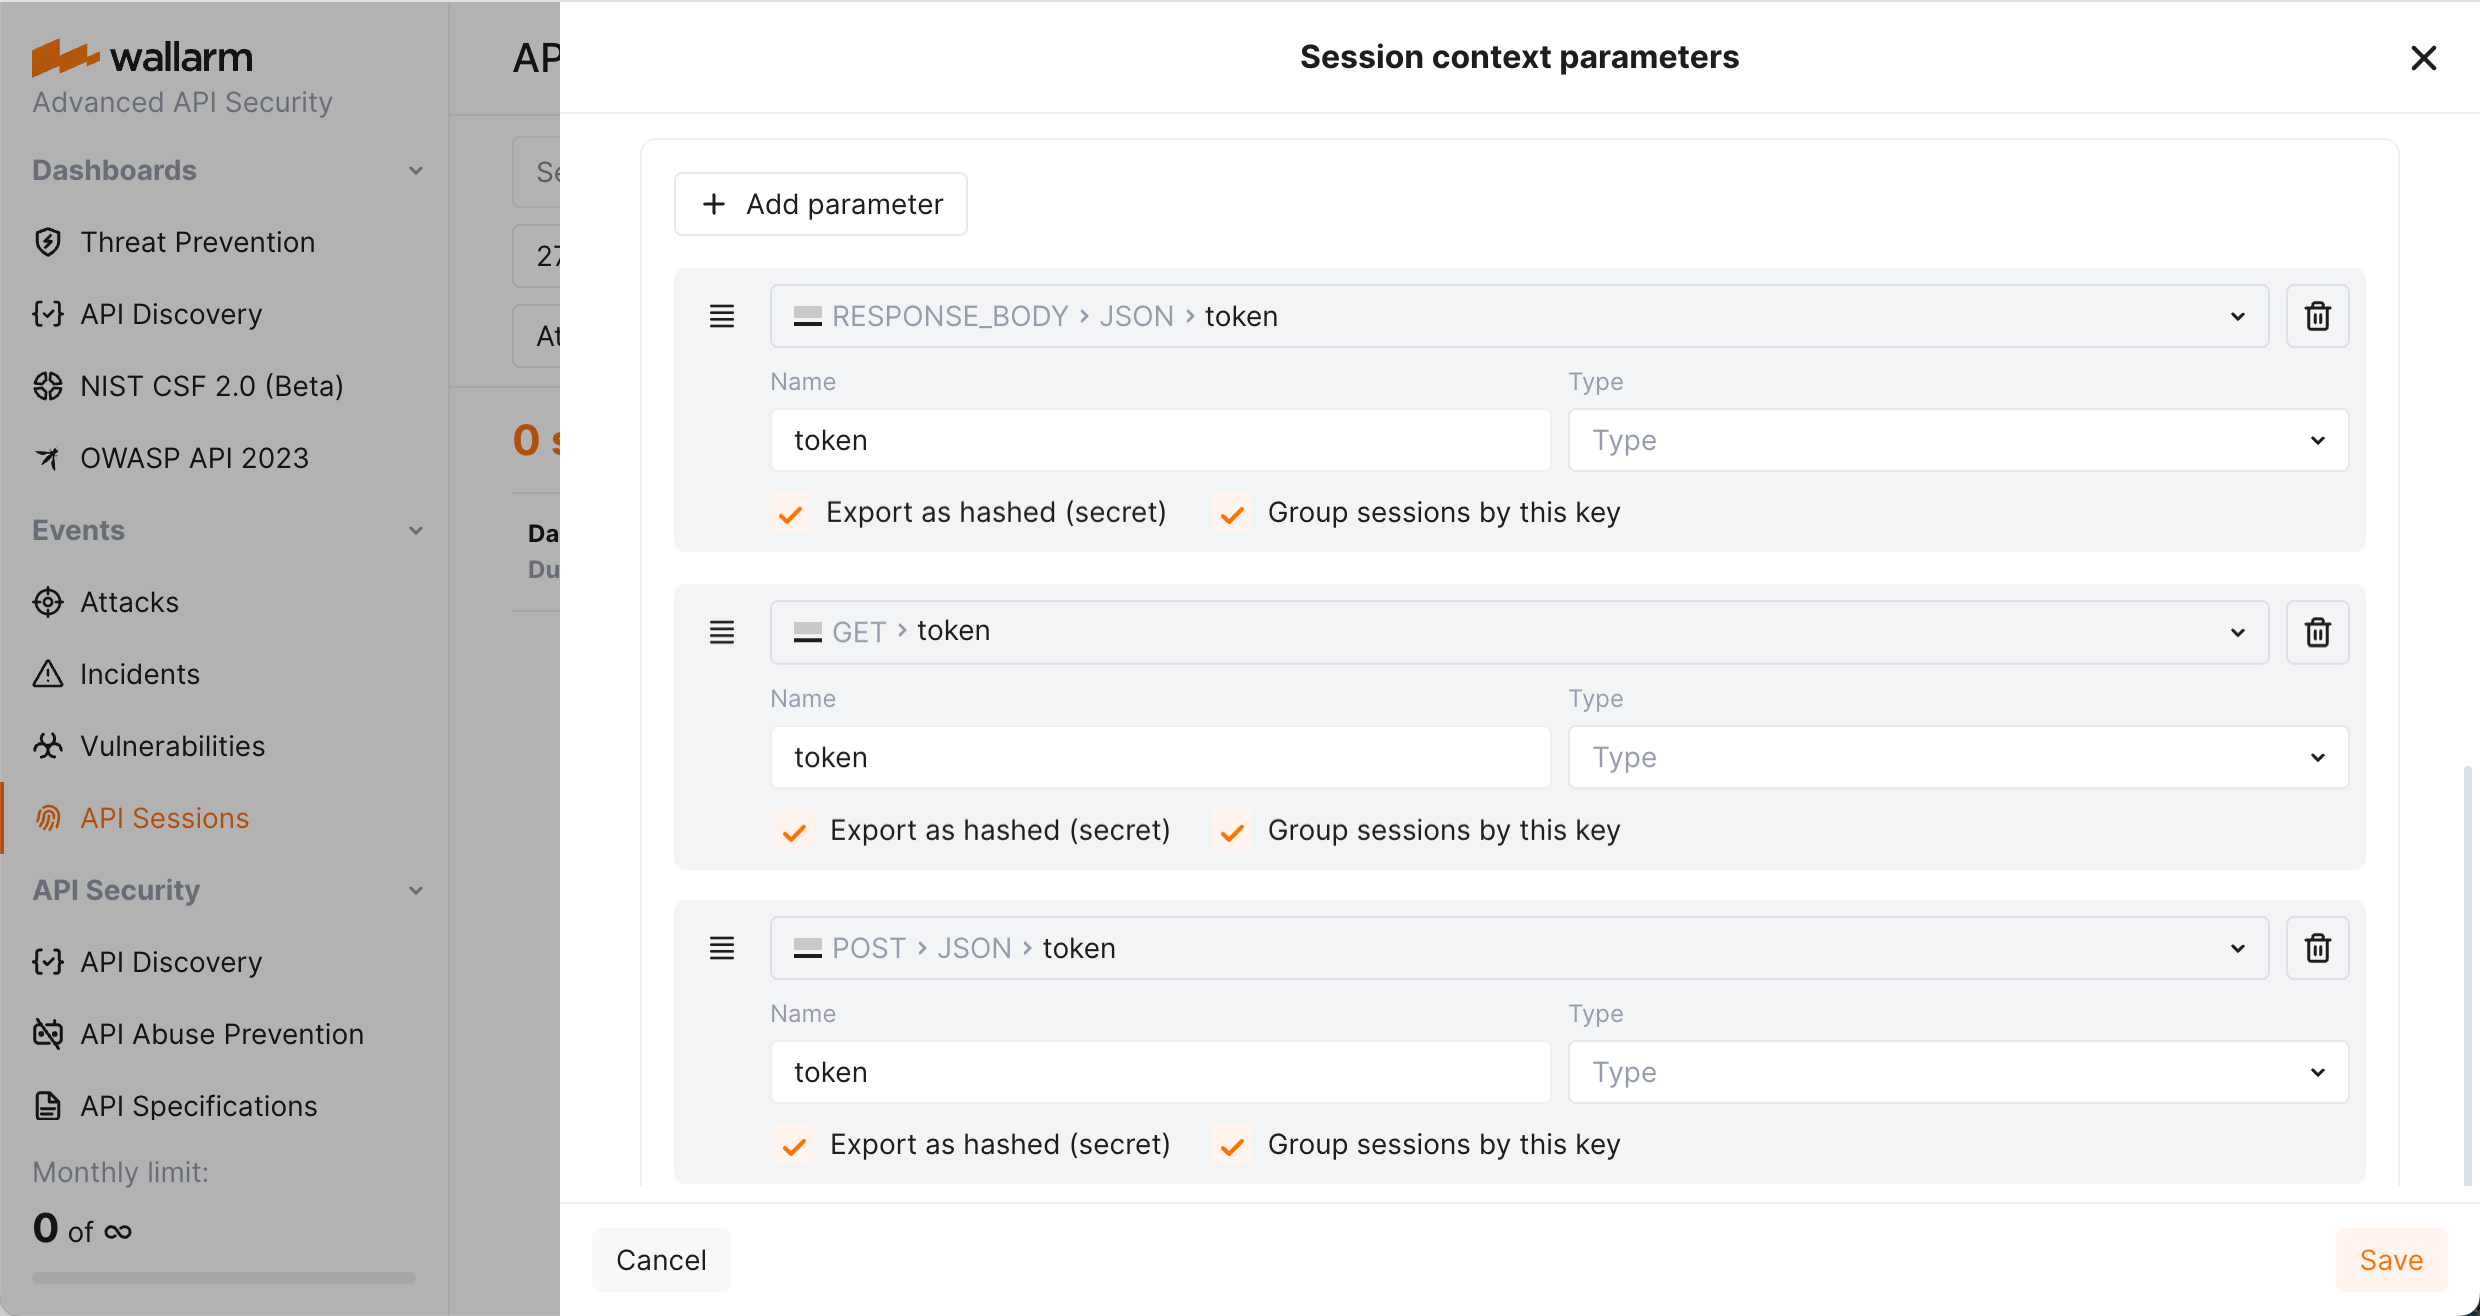 wallarm
Advanced API Security
Dashboards
Threat Prevention
API Discovery
NIST CSF 2.0 (Beta)
OWASP API 2023
Events
Attacks
Incidents
Vulnerabilities
API Sessions
API Security
API Discovery
API Abuse Prevention
API Specifications
Monthly limit:
0 of ∞
AP
Se
27
At
0 s
Da
Du
Session context parameters
+ Add parameter
RESPONSE_BODY > JSON > token
Name Type
token Type
Export as hashed (secret) Group sessions by this key
GET > token
Name Type
token Type
Export as hashed (secret) Group sessions by this key
POST > JSON > token
Name Type
token Type
Export as hashed (secret) Group sessions by this key
Cancel Save